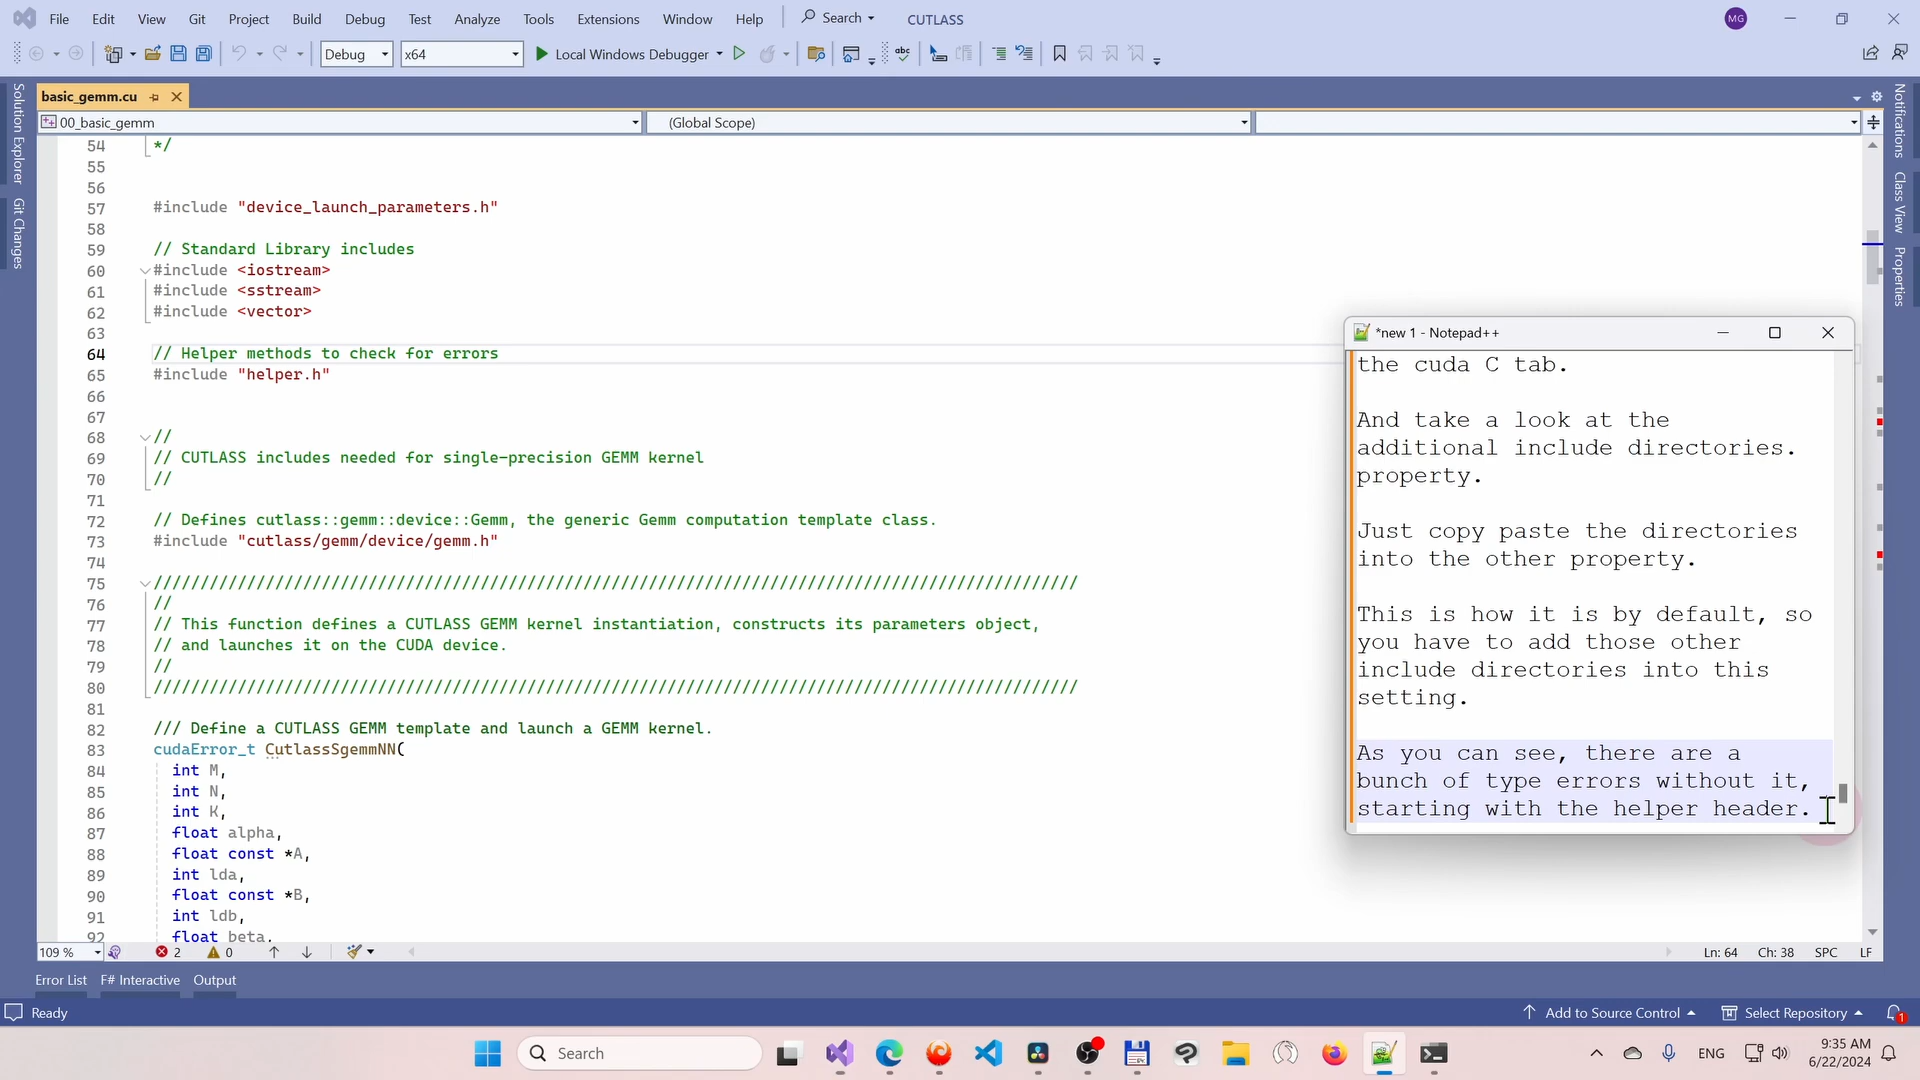 File Edit View Git Project Build Debug Test Analyze Tools Extensions Window Help Search CUTLASS MG
Debug x64 Local Windows Debugger
basic_gemm.cu
00_basic_gemm (Global Scope)
Solution Explorer
Git Changes
Notifications
Class View
Properties
54 */
55
56
57 #include "device_launch_parameters.h"
58
59 // Standard Library includes
60 #include <iostream>
61 #include <sstream>
62 #include <vector>
63
64 // Helper methods to check for errors
65 #include "helper.h"
66
67
68 //
69 // CUTLASS includes needed for single-precision GEMM kernel
70 //
71
72 // Defines cutlass::gemm::device::Gemm, the generic Gemm computation template class.
73 #include "cutlass/gemm/device/gemm.h"
74
75 ///////////////////////////////////////////////////////////////////////////////////////////////////
76 //
77 // This function defines a CUTLASS GEMM kernel instantiation, constructs its parameters object,
78 // and launches it on the CUDA device.
79 //
80 ///////////////////////////////////////////////////////////////////////////////////////////////////
81
82 /// Define a CUTLASS GEMM template and launch a GEMM kernel.
83 cudaError_t CutlassSgemmNN(
84 int M,
85 int N,
86 int K,
87 float alpha,
88 float const *A,
89 int lda,
90 float const *B,
91 int ldb,
92 float beta,
*new 1 - Notepad++
the cuda C tab.
And take a look at the
additional include directories.
property.
Just copy paste the directories
into the other property.
This is how it is by default, so
you have to add those other
include directories into this
setting.
As you can see, there are a
bunch of type errors without it,
starting with the helper header.
109 % 2 0 Ln: 64 Ch: 38 SPC LF
Error List F# Interactive Output
Ready Add to Source Control Select Repository 1
Search ENG 9:35 AM
6/22/2024